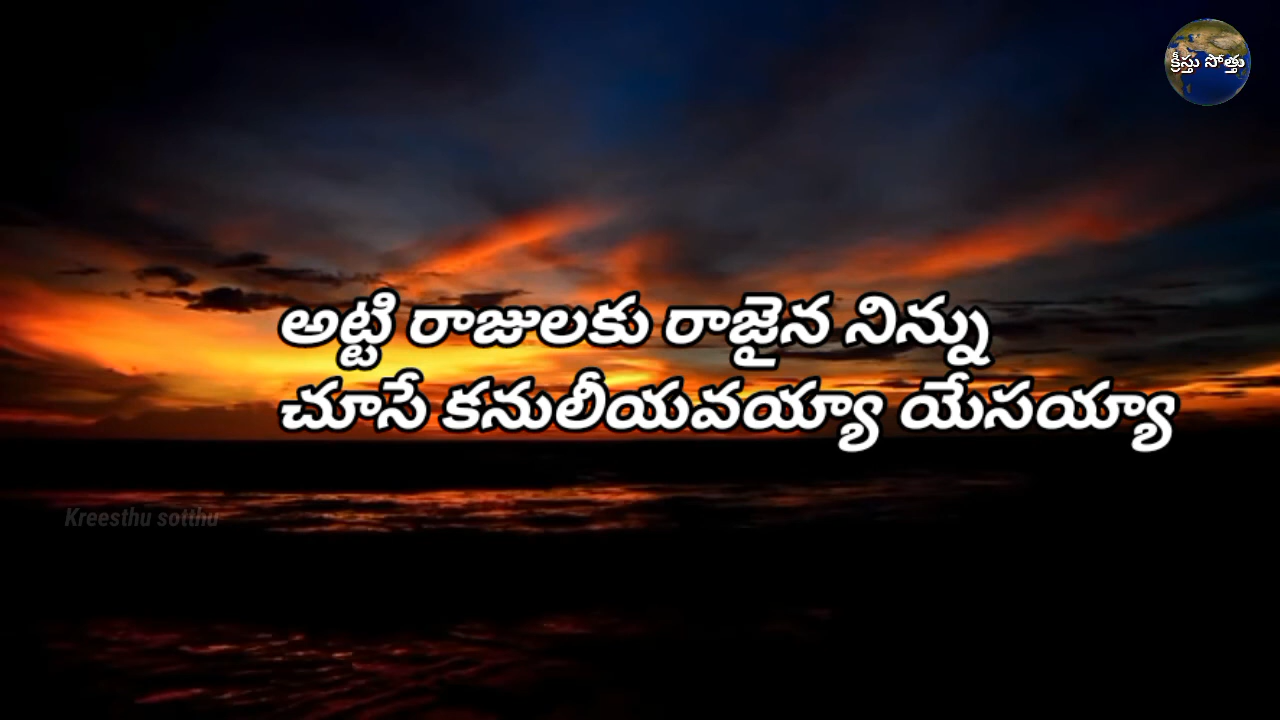 క్రీస్తు సోత్తు
అట్టి రాజులకు రాజైన నిన్ను
చూసే కనులీయవయ్యా యేసయ్యా
Kreesthu sotthu